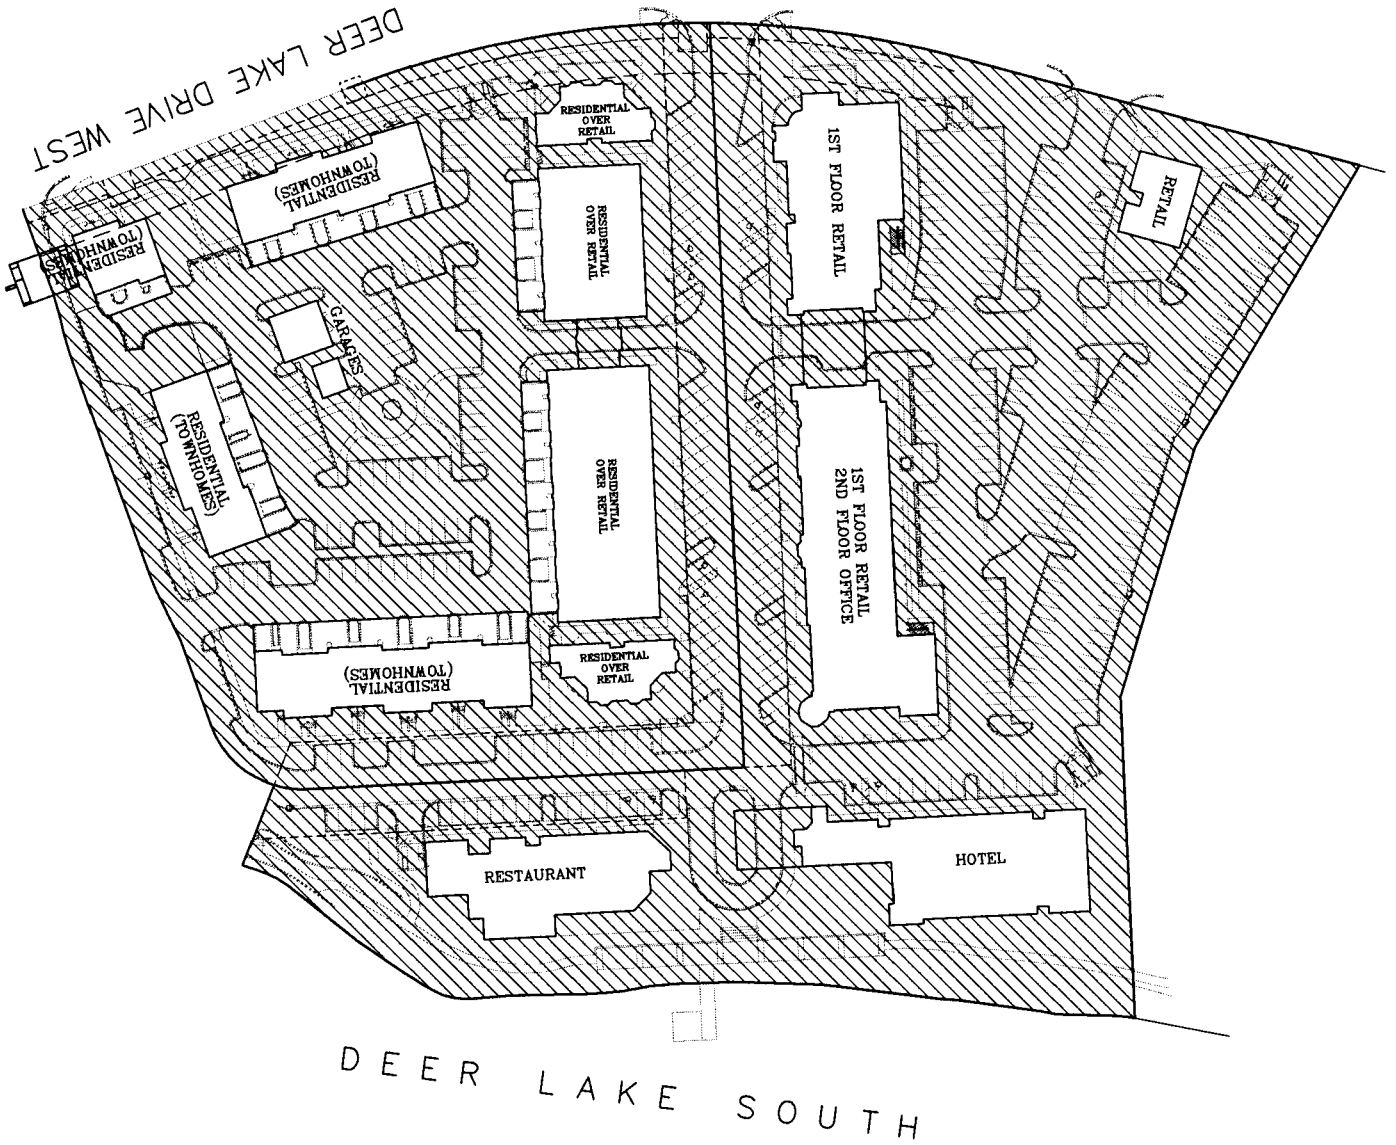 DEER LAKE DRIVE WEST
RESIDENTIAL
OVER
RETAIL
RESIDENTIAL
(TOWNHOMES)
1ST FLOOR RETAIL
RETAIL
RESIDENTIAL
(TOWNHOMES)
RESIDENTIAL
OVER RETAIL
GARAGES
RESIDENTIAL
(TOWNHOMES)
RESIDENTIAL
OVER RETAIL
1ST FLOOR RETAIL
2ND FLOOR OFFICE
RESIDENTIAL
(TOWNHOMES)
RESIDENTIAL
OVER
RETAIL
RESTAURANT
HOTEL
DEER LAKE SOUTH